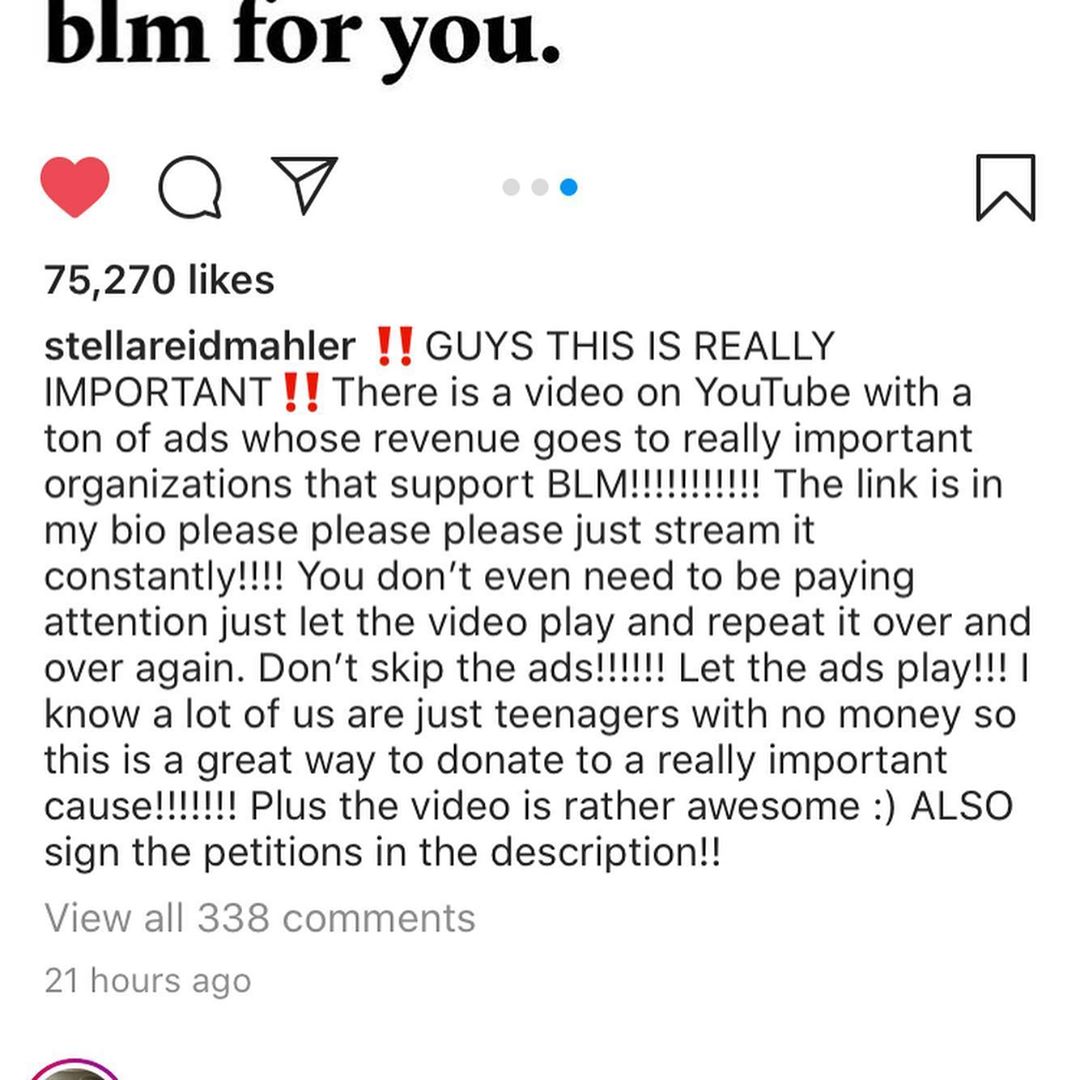 blm for you.
75,270 likes
stellareidmahler ‼️GUYS THIS IS REALLY
IMPORTANT‼️There is a video on YouTube with a
ton of ads whose revenue goes to really important
organizations that support BLM!!!!!!!!!!! The link is in
my bio please please please just stream it
constantly!!!! You don’t even need to be paying
attention just let the video play and repeat it over and
over again. Don’t skip the ads!!!!!! Let the ads play!!! I
know a lot of us are just teenagers with no money so
this is a great way to donate to a really important
cause!!!!!!! Plus the video is rather awesome :) ALSO
sign the petitions in the description!!
View all 338 comments
21 hours ago